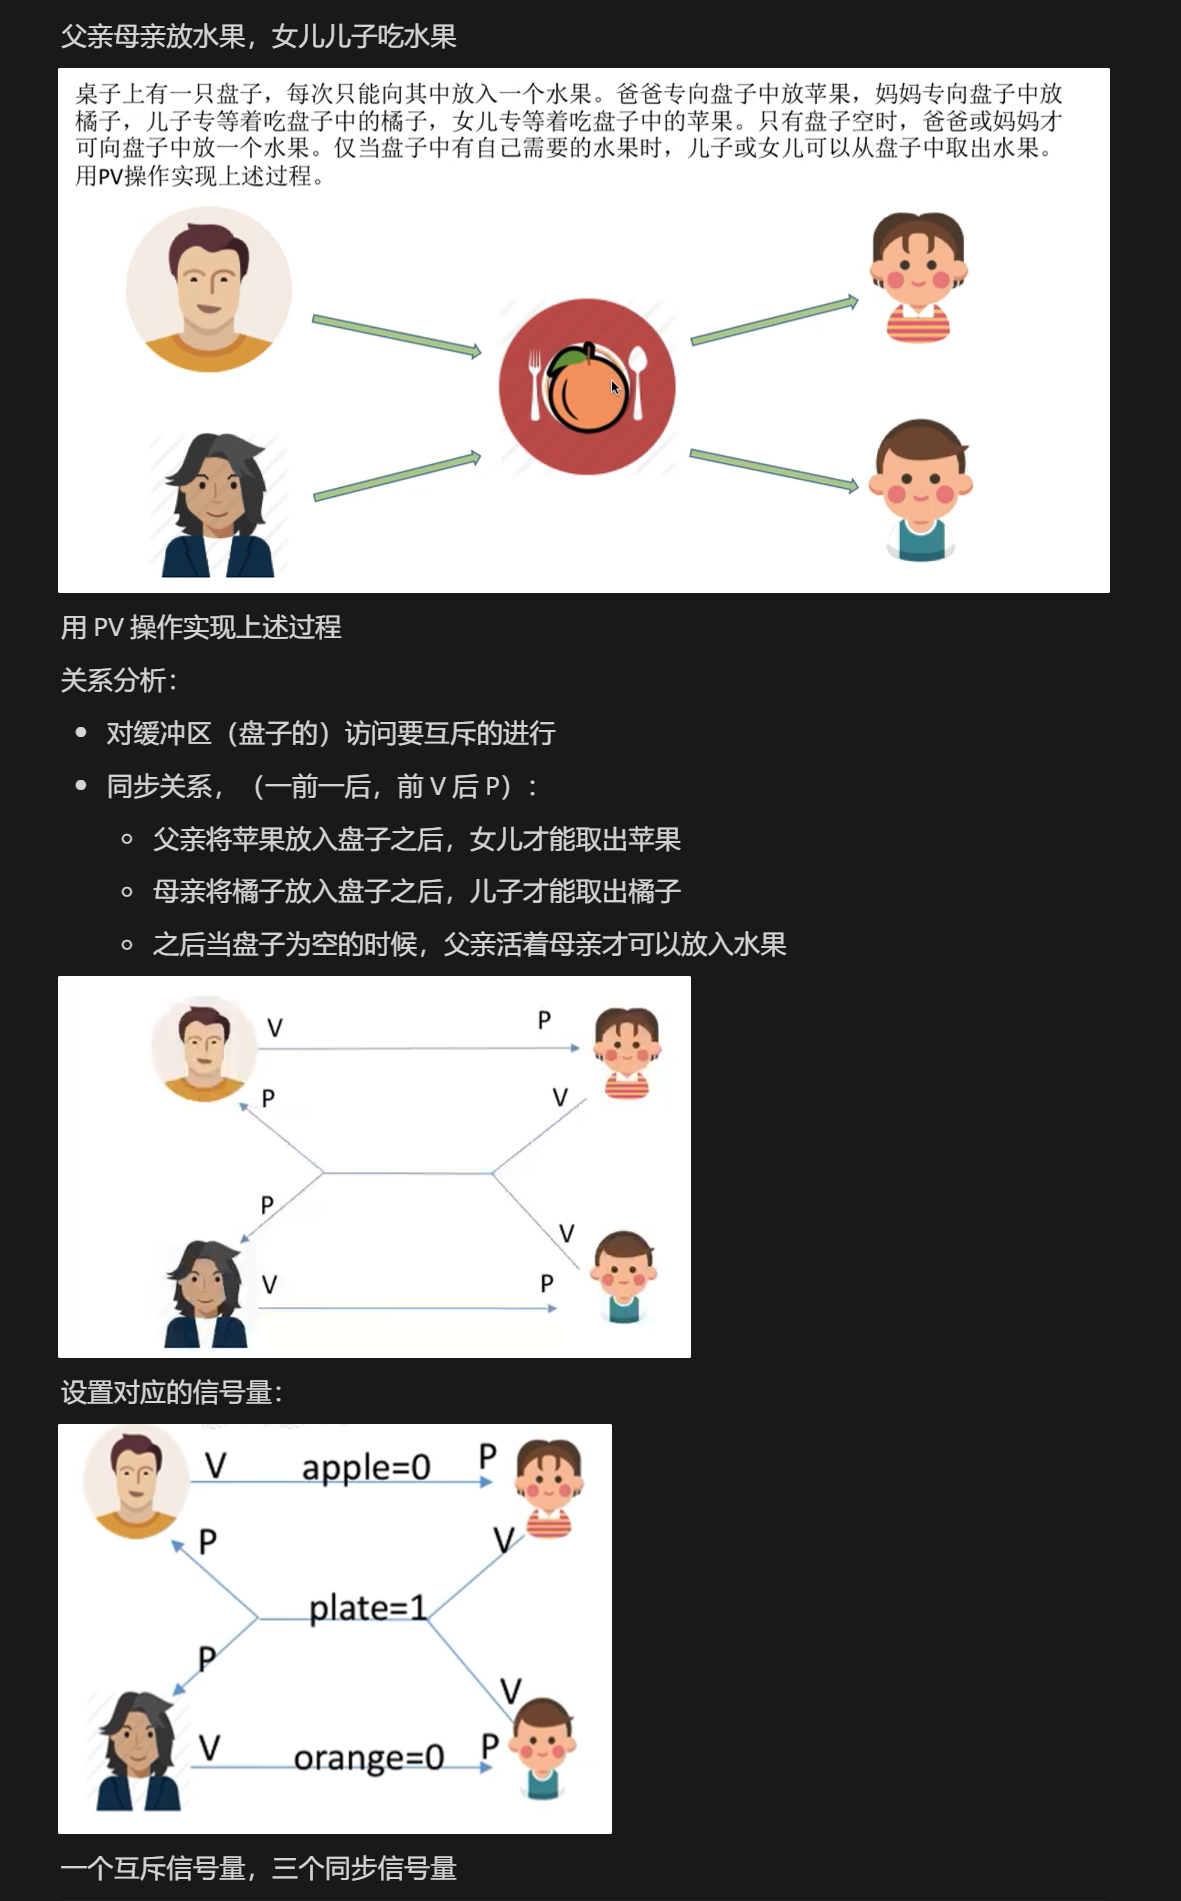 父亲母亲放水果，女儿儿子吃水果
桌子上有一只盘子，每次只能向其中放入一个水果。爸爸专向盘子中放苹果，妈妈专向盘子中放
橘子，儿子专等着吃盘子中的橘子，女儿专等着吃盘子中的苹果。只有盘子空时，爸爸或妈妈才
可向盘子中放一个水果。仅当盘子中有自己需要的水果时，儿子或女儿可以从盘子中取出水果。
用PV操作实现上述过程。
用 PV 操作实现上述过程
关系分析：
对缓冲区（盘子的）访问要互斥的进行
同步关系，（一前一后，前 V 后 P）：
父亲将苹果放入盘子之后，女儿才能取出苹果
母亲将橘子放入盘子之后，儿子才能取出橘子
之后当盘子为空的时候，父亲活着母亲才可以放入水果
V P
P V
P V
V P
设置对应的信号量：
V apple=0 P
P V
plate=1
P V
V orange=0 P
一个互斥信号量，三个同步信号量